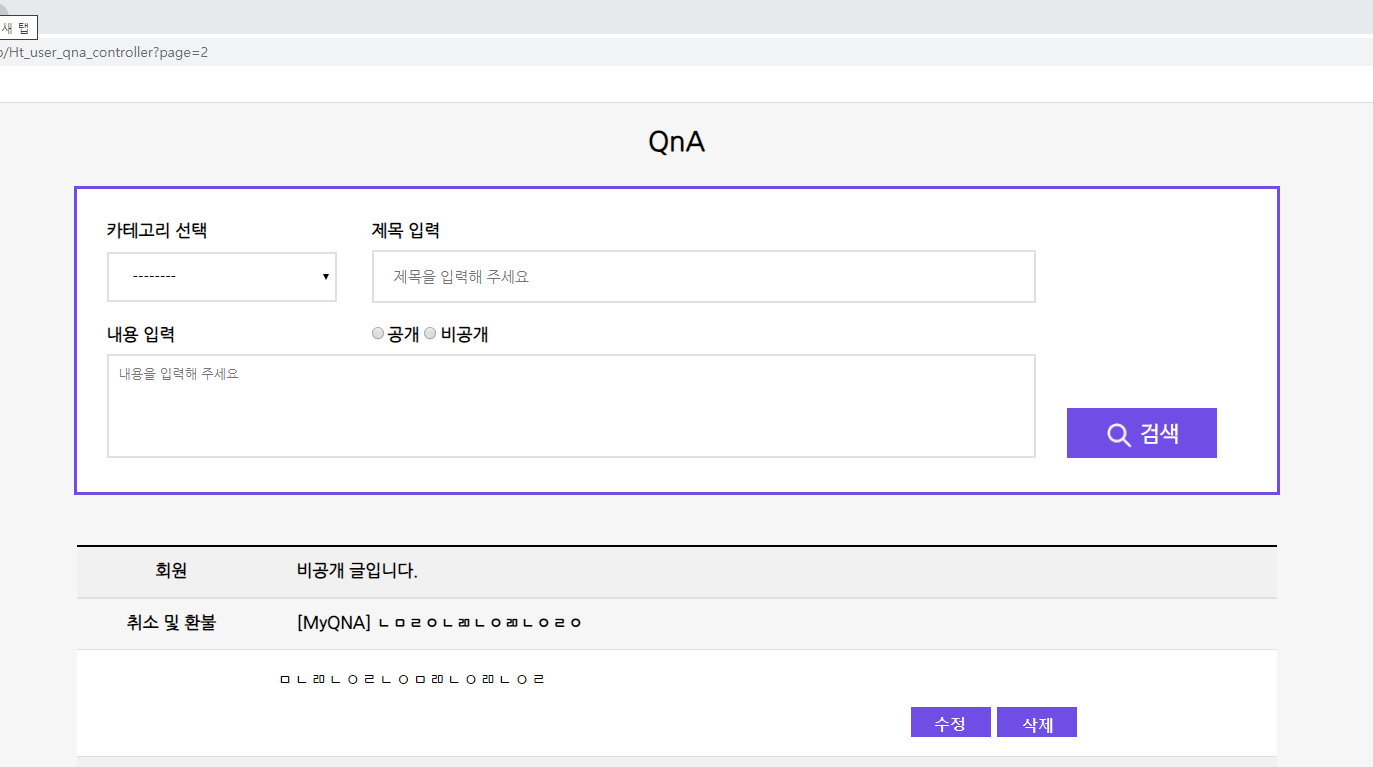 새 탭
/Ht_user_qna_controller?page=2
QnA
카테고리 선택 제목 입력
-------- 제목을 입력해 주세요
내용 입력 공개 비공개
내용을 입력해 주세요
검색
회원 비공개 글입니다.
취소 및 환불 [MyQNA] ㄴㅁㄹㅇㄴㄻㄴㅇㄻㄴㅇㄹㅇ
ㅁㄴㄻㄴㅇㄹㄴㅇㅁㄻㄴㅇㄻㄴㅇㄹ
수정 삭제